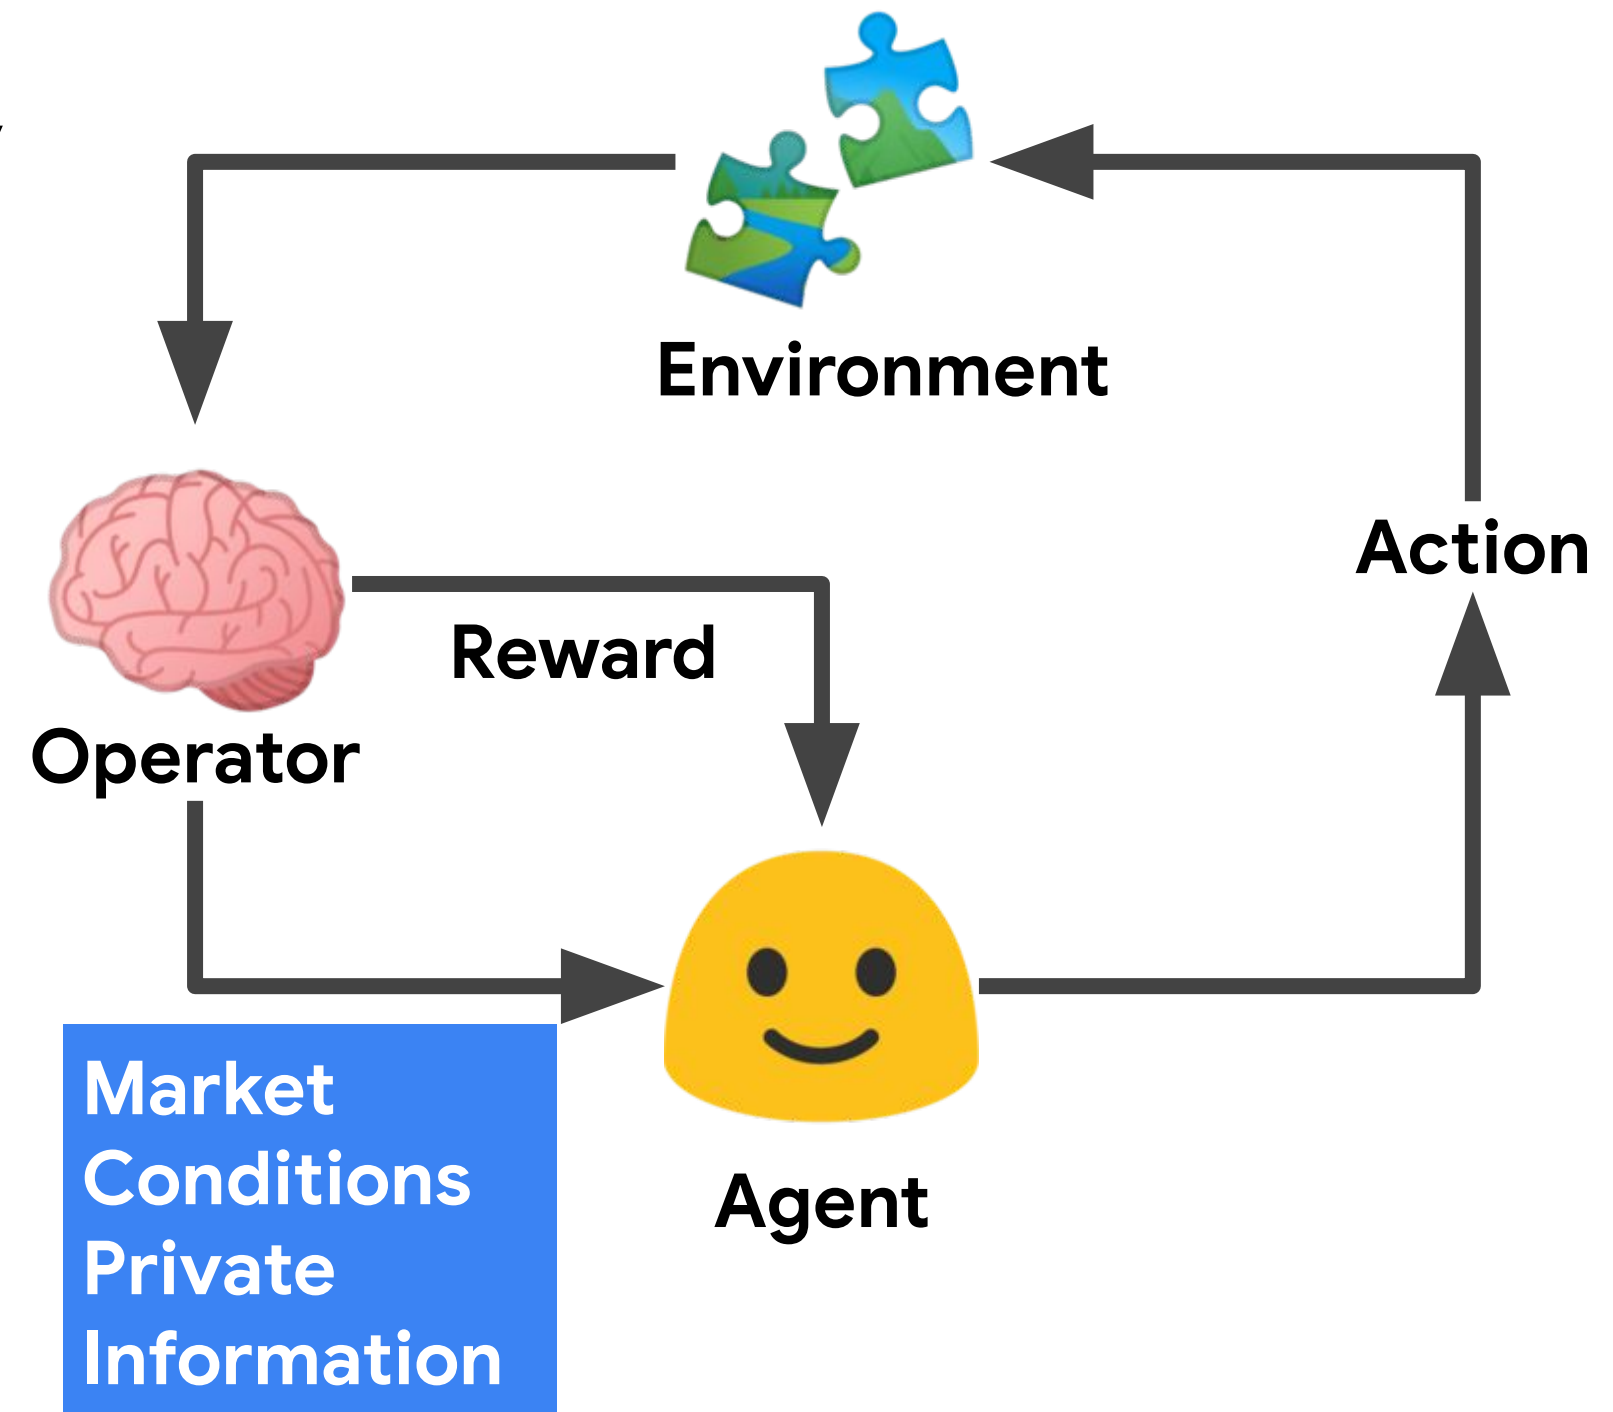 Environment
Action
Reward
Operator
Market
Conditions
Private
Information
Agent